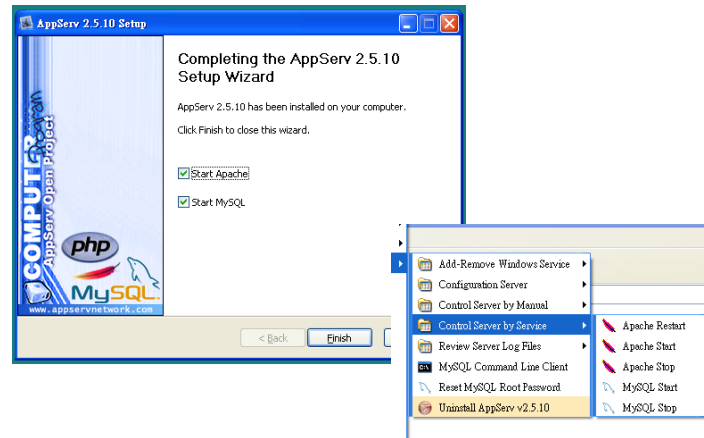 AppServ 2.5.10 Setup
Completing the AppServ 2.5.10
Setup Wizard
AppServ 2.5.10 has been installed on your computer.
Click Finish to close this wizard.
Start Apache
Start MySQL
COMPUTER
Program
AppServ Open Project
php
MySQL
www.appservnetwork.com
< Back
Finish
Add-Remove Windows Service
Configuration Server
Control Server by Manual
Control Server by Service
Review Server Log Files
MySQL Command Line Client
Reset MySQL Root Password
Uninstall AppServ v2.5.10
Apache Restart
Apache Start
Apache Stop
MySQL Start
MySQL Stop